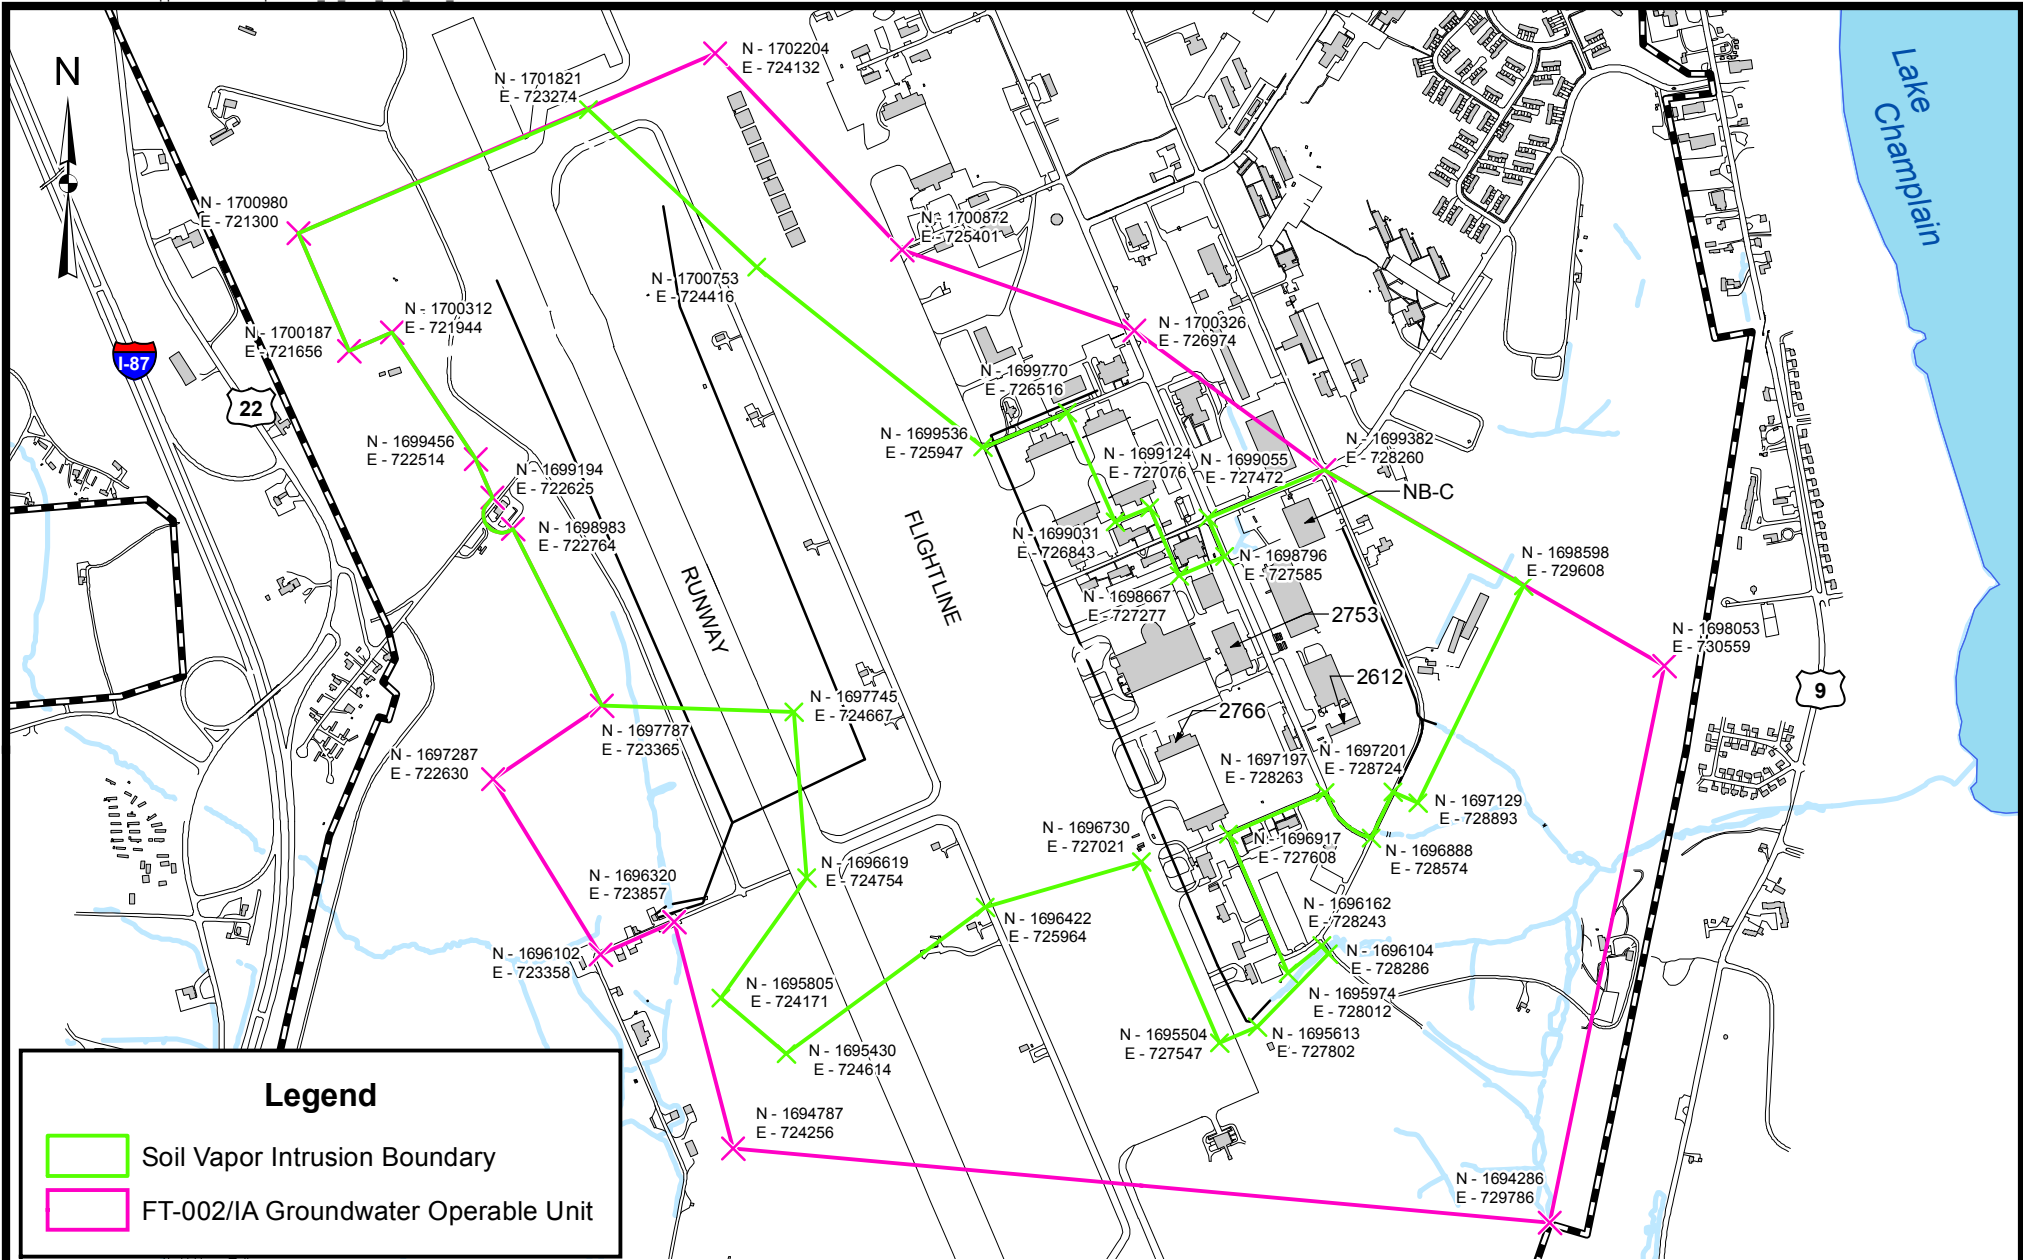 N
N - 1701821
E - 723274
N - 1702204
E - 724132
Lake
Champlain
N - 1700980
E - 721300
N - 1700872
E - 725401
N - 1700753
E - 724416
N - 1700312
E - 721944
N - 1700187
E - 721656
N - 1700326
E - 726974
I-87
22
N - 1699770
E - 726516
N - 1699536
E - 725947
N - 1699456
E - 722514
N - 1699194
E - 722625
N - 1699124
E - 727076
N - 1699055
E - 727472
N - 1699382
E - 728260
NB-C
N - 1698983
E - 722764
FLIGHTLINE
RUNWAY
N - 1699031
E - 726843
N - 1698796
E - 727585
N - 1698598
E - 729608
N - 1698667
E - 727277
2753
N - 1698053
E - 730559
2612
9
2766
N - 1697745
E - 724667
N - 1697787
E - 723365
N - 1697287
E - 722630
N - 1697197
E - 728263
N - 1697201
E - 728724
N - 1697129
E - 728893
N - 1696730
E - 727021
N - 1696917
E - 727608
N - 1696888
E - 728574
N - 1696619
E - 724754
N - 1696320
E - 723857
N - 1696422
E - 725964
N - 1696162
E - 728243
N - 1696102
E - 723358
N - 1696104
E - 728286
N - 1695805
E - 724171
N - 1695974
E - 728012
N - 1695504
E - 727547
N - 1695613
E - 727802
N - 1695430
E - 724614
N - 1694787
E - 724256
N - 1694286
E - 729786
Legend
Soil Vapor Intrusion Boundary
FT-002/IA Groundwater Operable Unit